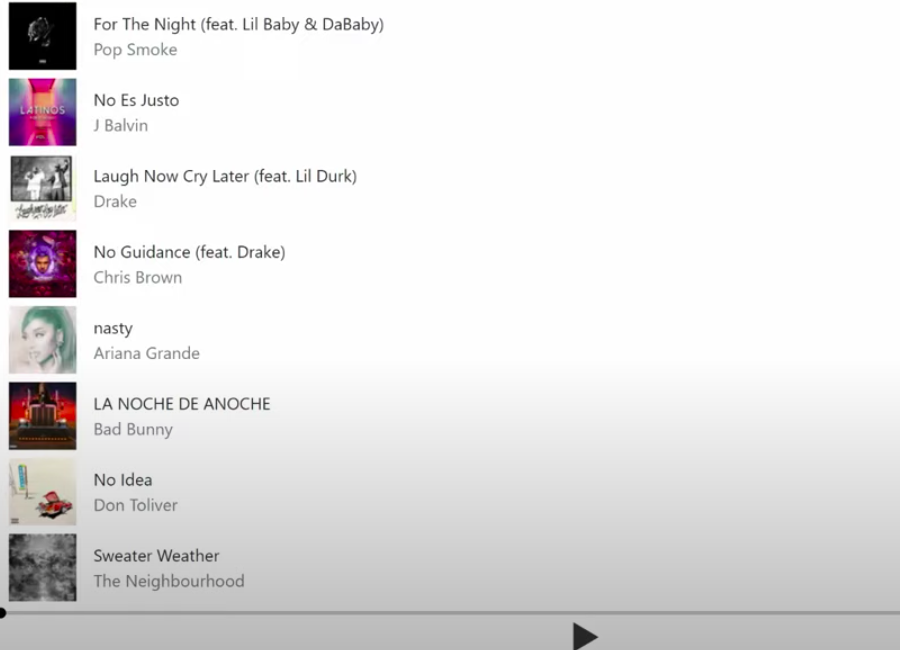 For The Night (feat. Lil Baby & DaBaby)
Pop Smoke
LATINOS
No Es Justo
J Balvin
Laugh Now Cry Later (feat. Lil Durk)
Drake
No Guidance (feat. Drake)
Chris Brown
nasty
Ariana Grande
LA NOCHE DE ANOCHE
Bad Bunny
No Idea
Don Toliver
Sweater Weather
The Neighbourhood